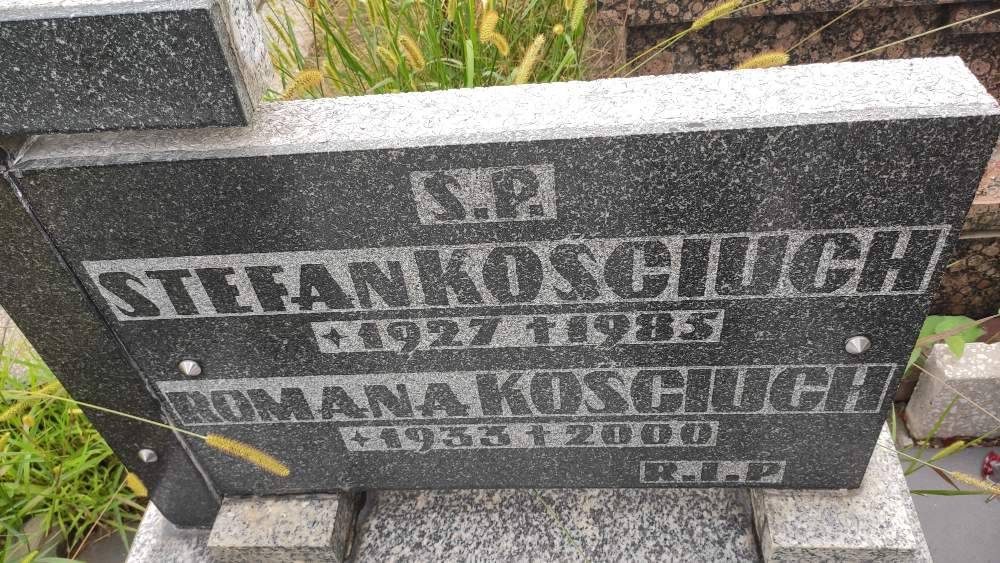 S.P.
STEFAN KOŚCIUCH
+ 1927 † 1985
ROMANA KOŚCIUCH
+ 1933 † 2000
R.I.P